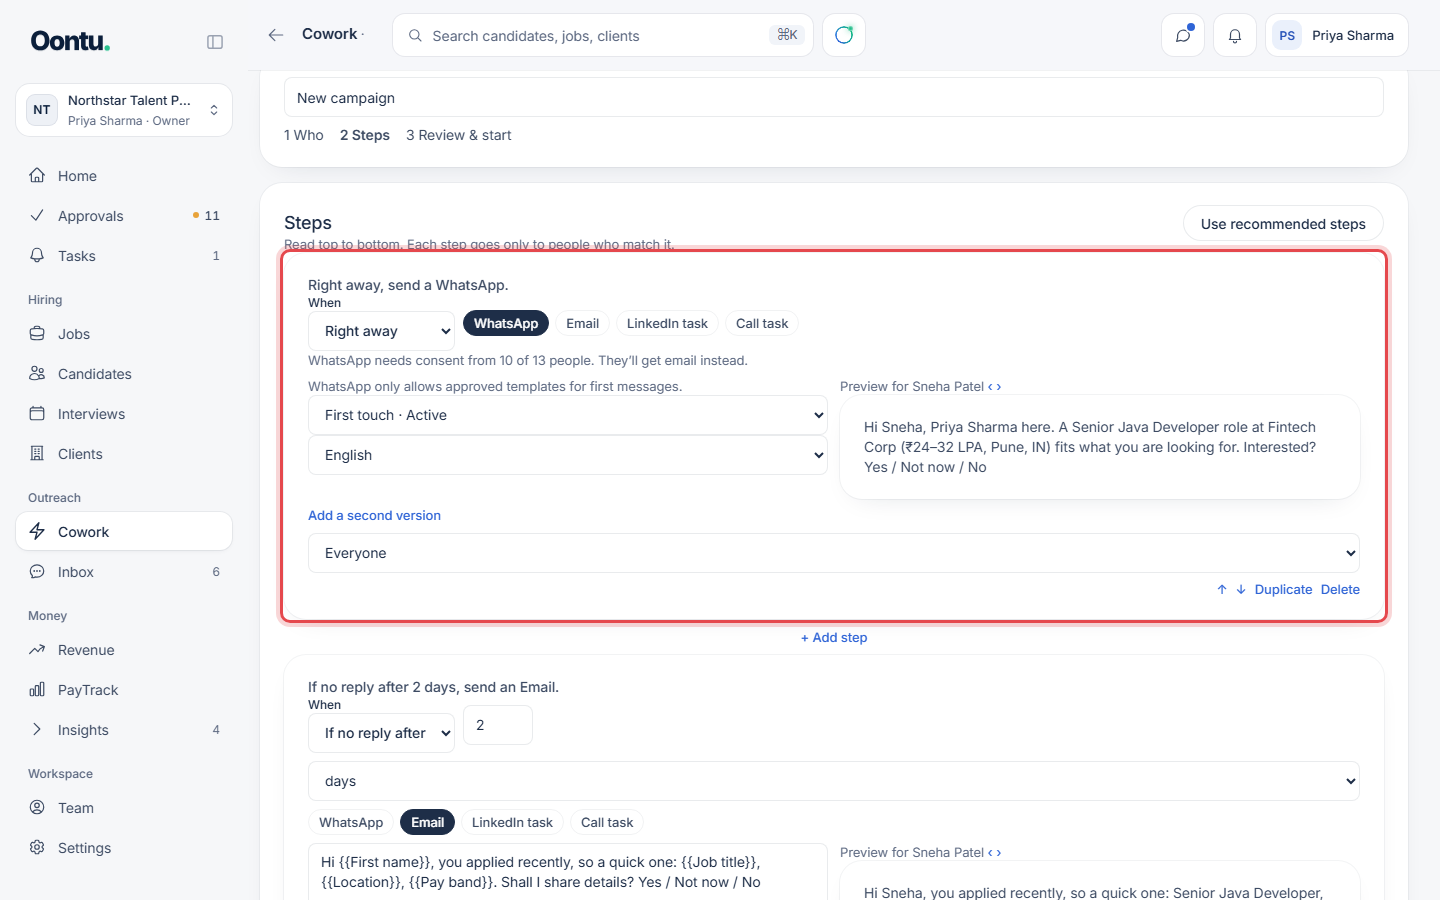 Oontu.
Cowork ·
Search candidates, jobs, clients
⌘K
PS
Priya Sharma
NT
Northstar Talent P...
Priya Sharma · Owner
Home
Approvals
11
Tasks
1
Hiring
Jobs
Candidates
Interviews
Clients
Outreach
Cowork
Inbox
6
Money
Revenue
PayTrack
Insights
4
Workspace
Team
Settings
New campaign
1 Who 2 Steps 3 Review & start
Steps
Use recommended steps
Read top to bottom. Each step goes only to people who match it.
Right away, send a WhatsApp.
When
Right away
WhatsApp
Email
LinkedIn task
Call task
WhatsApp needs consent from 10 of 13 people. They’ll get email instead.
WhatsApp only allows approved templates for first messages.
First touch · Active
English
Preview for Sneha Patel ‹ ›
Hi Sneha, Priya Sharma here. A Senior Java Developer role at Fintech
Corp (₹24–32 LPA, Pune, IN) fits what you are looking for. Interested?
Yes / Not now / No
Add a second version
Everyone
↑ ↓ Duplicate Delete
+ Add step
If no reply after 2 days, send an Email.
When
If no reply after
2
days
WhatsApp
Email
LinkedIn task
Call task
Hi {{First name}}, you applied recently, so a quick one: {{Job title}},
{{Location}}, {{Pay band}}. Shall I share details? Yes / Not now / No
Preview for Sneha Patel ‹ ›
Hi Sneha, you applied recently, so a quick one: Senior Java Developer,